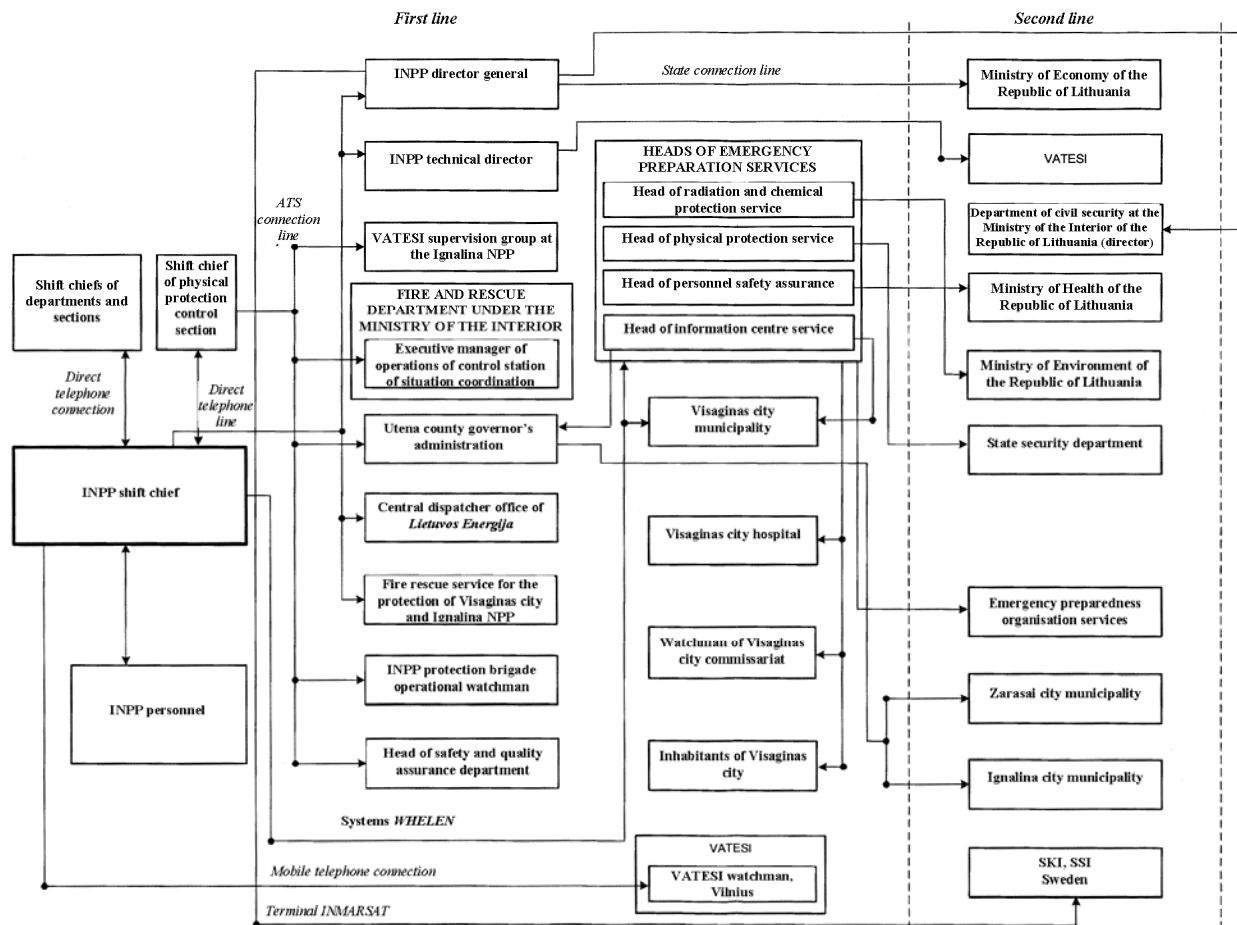 First line
Second line
INPP director general
State connection line
Ministry of Economy of the
Republic of Lithuania
INPP technical director
HEADS OF EMERGENCY
PREPARATION SERVICES
VATESI
Head of radiation and chemical
protection service
ATS
connection
line
VATESI supervision group at
the Ignalina NPP
Head of physical protection service
Department of civil security at the
Ministry of the Interior of the
Republic of Lithuania (director)
Shift chiefs of
departments and
sections
Shift chief
of physical
protection
control
section
Head of personnel safety assurance
Ministry of Health of the
Republic of Lithuania
FIRE AND RESCUE
DEPARTMENT UNDER THE
MINISTRY OF THE INTERIOR
Executive manager of
operations of control station
of situation coordination
Head of information centre service
Ministry of Environment of
the Republic of Lithuania
Direct
telephone
connection
Direct
telephone
line
Utena county governor's
administration
Visaginas city
municipality
State security department
INPP shift chief
Central dispatcher office of
Lietuvos Energija
Visaginas city hospital
Fire rescue service for the
protection of Visaginas city
and Ignalina NPP
Emergency preparedness
organisation services
Watchman of Visaginas
city commissariat
INPP protection brigade
operational watchman
Zarasai city municipality
INPP personnel
Head of safety and quality
assurance department
Inhabitants of Visaginas
city
Ignalina city municipality
Systems WHELEN
VATESI
VATESI watchman,
Vilnius
SKI, SSI
Sweden
Mobile telephone connection
Terminal INMARSAT